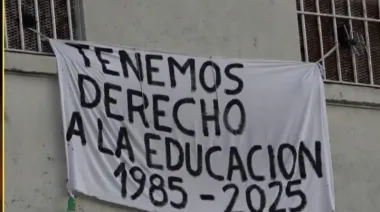 TENEMOS
DERECHO
A LA EDUCACION
1985-2025